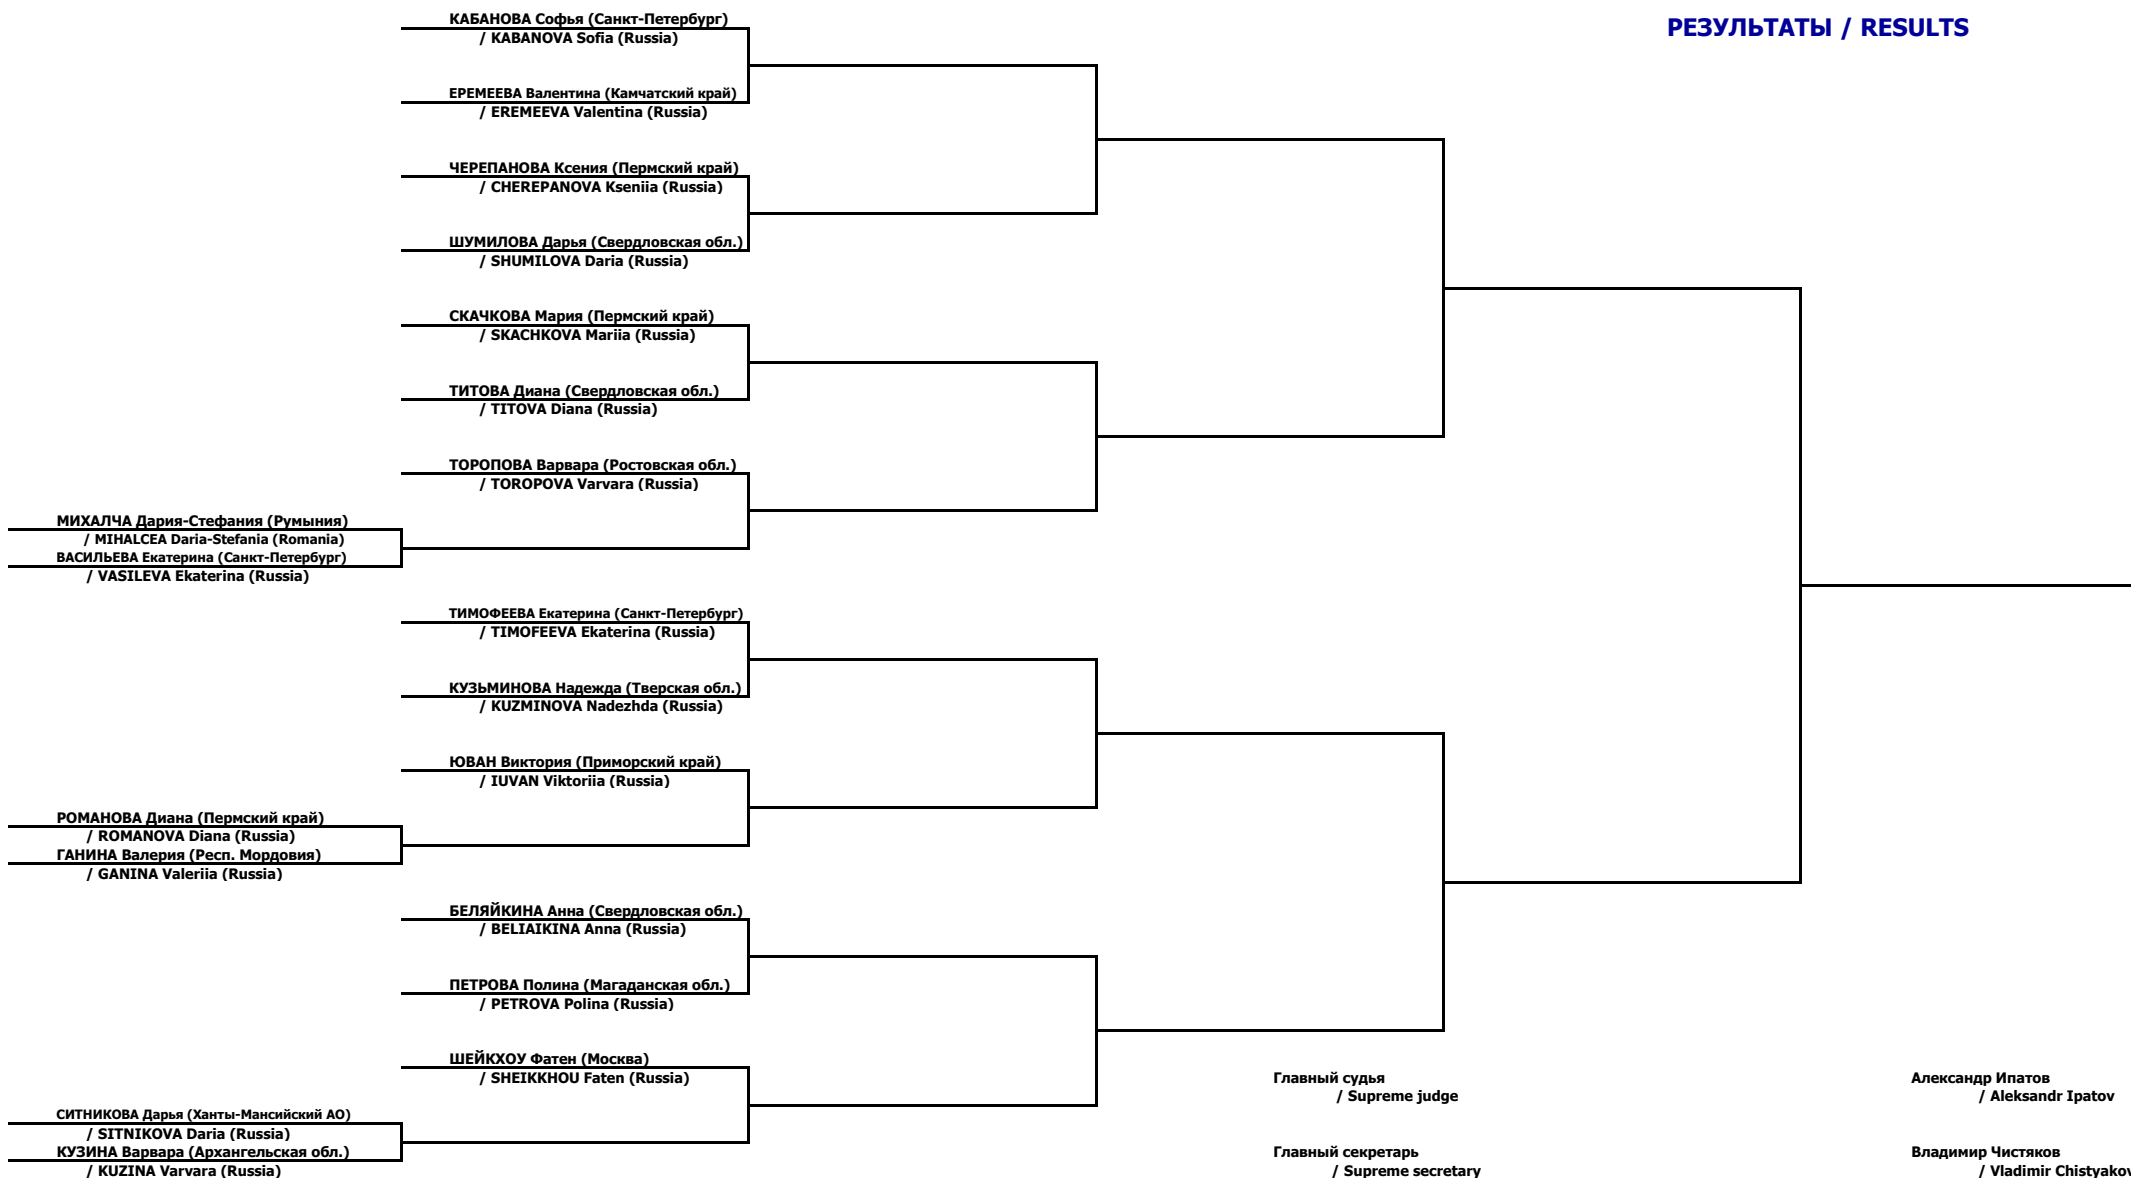 РЕЗУЛЬТАТЫ / RESULTS
КАБАНОВА Софья (Санкт-Петербург)
/ KABANOVA Sofia (Russia)
ЕРЕМЕЕВА Валентина (Камчатский край)
/ EREMEEVA Valentina (Russia)
ЧЕРЕПАНОВА Ксения (Пермский край)
/ CHEREPANOVA Kseniia (Russia)
ШУМИЛОВА Дарья (Свердловская обл.)
/ SHUMILOVA Daria (Russia)
СКАЧКОВА Мария (Пермский край)
/ SKACHKOVA Mariia (Russia)
ТИТОВА Диана (Свердловская обл.)
/ TITOVA Diana (Russia)
ТОРОПОВА Варвара (Ростовская обл.)
/ TOROPOVA Varvara (Russia)
МИХАЛЧА Дария-Стефания (Румыния)
/ MIHALCEA Daria-Stefania (Romania)
ВАСИЛЬЕВА Екатерина (Санкт-Петербург)
/ VASILEVA Ekaterina (Russia)
ТИМОФЕЕВА Екатерина (Санкт-Петербург)
/ TIMOFEEVA Ekaterina (Russia)
КУЗЬМИНОВА Надежда (Тверская обл.)
/ KUZMINOVA Nadezhda (Russia)
ЮВАН Виктория (Приморский край)
/ IUVAN Viktoriia (Russia)
РОМАНОВА Диана (Пермский край)
/ ROMANOVA Diana (Russia)
ГАНИНА Валерия (Респ. Мордовия)
/ GANINA Valeriia (Russia)
БЕЛЯЙКИНА Анна (Свердловская обл.)
/ BELIAIKINA Anna (Russia)
ПЕТРОВА Полина (Магаданская обл.)
/ PETROVA Polina (Russia)
ШЕЙКХОУ Фатен (Москва)
/ SHEIKKHOU Faten (Russia)
СИТНИКОВА Дарья (Ханты-Мансийский АО)
/ SITNIKOVA Daria (Russia)
КУЗИНА Варвара (Архангельская обл.)
/ KUZINA Varvara (Russia)
Главный судья
/ Supreme judge
Александр Ипатов
/ Aleksandr Ipatov
Главный секретарь
/ Supreme secretary
Владимир Чистяков
/ Vladimir Chistyakov